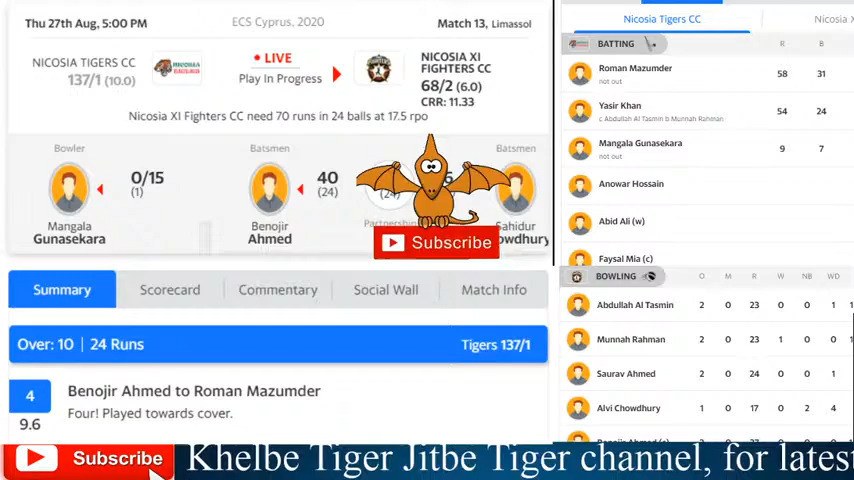 Thu 27th Aug, 5:00 PM
ECS Cyprus, 2020
Match 13, Limassol
NICOSIA TIGERS CC
137/1 (10.0)
LIVE
Play In Progress
NICOSIA XI
FIGHTERS CC
68/2 (6.0)
CRR: 11.33
Nicosia XI Fighters CC need 70 runs in 24 balls at 17.5 rpo
Bowler
0/15
(1)
Mangala
Gunasekara
Batsmen
40
(24)
Benojir
Ahmed
(24)
Partnership
Batsmen
Sahidur
owdhury
Subscribe
Summary
Scorecard
Commentary
Social Wall
Match Info
Over: 10 | 24 Runs
Tigers 137/1
4
9.6
Benojir Ahmed to Roman Mazumder
Four! Played towards cover.
Nicosia Tigers CC
Nicosia X
BATTING R B
Roman Mazumder 58 31
not out
Yasir Khan 54 24
c Abdullah Al Tasmin b Munnah Rahman
Mangala Gunasekara 9 7
not out
Anowar Hossain
Abid Ali (w)
Faysal Mia (c)
BOWLING O M R W NB WD
Abdullah Al Tasmin 2 0 23 0 0 1 1
Munnah Rahman 2 0 23 1 0 0 1
Saurav Ahmed 2 0 24 0 0 1
Alvi Chowdhury 1 0 17 0 2 4
Subscribe
Khelbe Tiger Jitbe Tiger channel, for latest